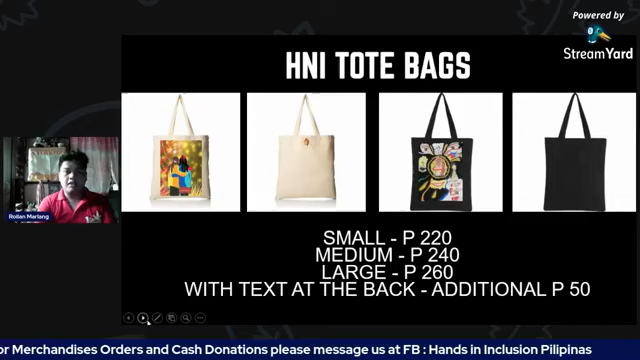 Powered by
StreamYard
HNI TOTE BAGS
SMALL - P 220
MEDIUM - P 240
LARGE - P 260
WITH TEXT AT THE BACK - ADDITIONAL P 50
Rollan Marlang
or Merchandises Orders and Cash Donations please message us at FB : Hands in Inclusion Pilipinas